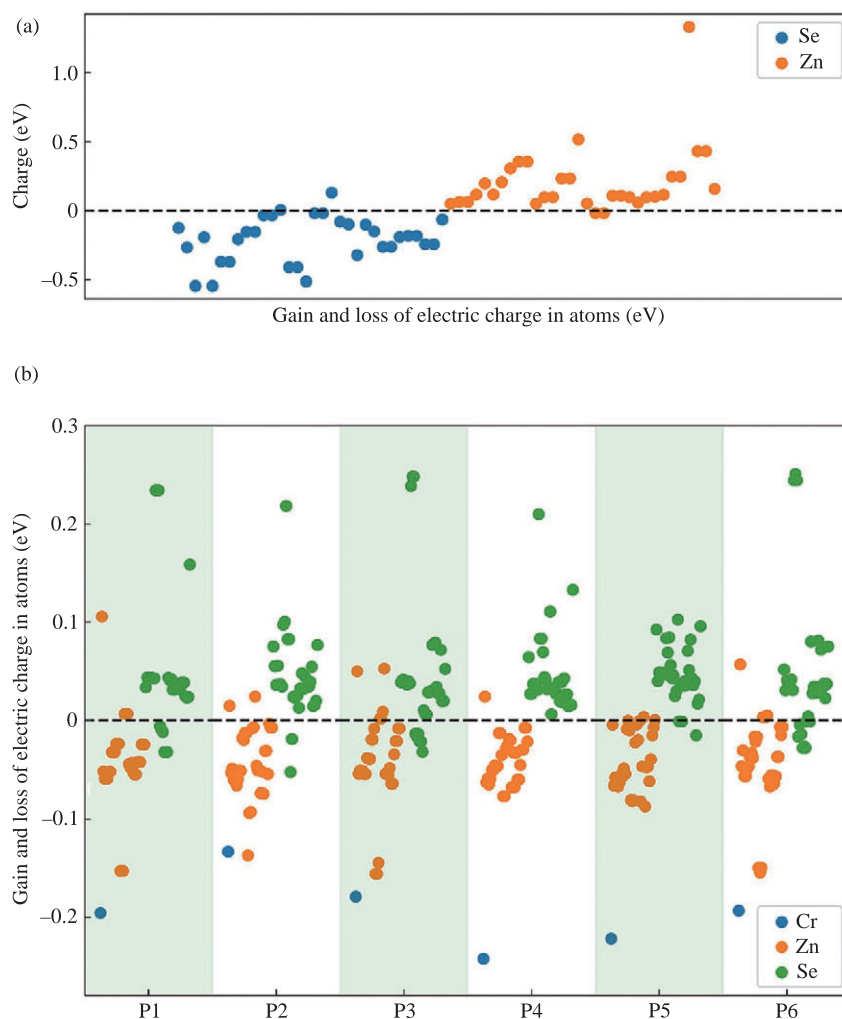 (a)
Se
Zn
1.0
0.5
0
−0.5
Charge (eV)
Gain and loss of electric charge in atoms (eV)
(b)
0.3
0.2
0.1
0
−0.1
−0.2
Gain and loss of electric charge in atoms (eV)
Cr
Zn
Se
P1 P2 P3 P4 P5 P6